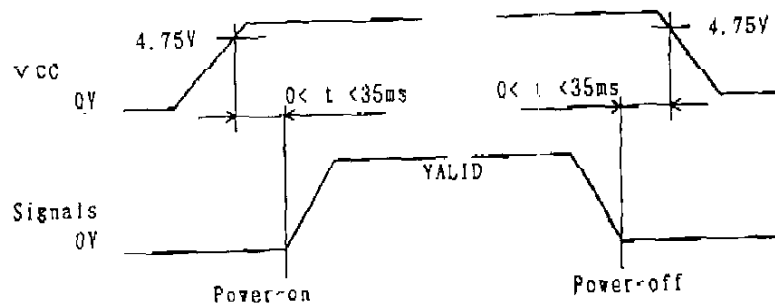 4.75V
4.75V
VCC
0V
0< t <35ms
0< t <35ms
VALID
Signals
0V
Power-on
Power-off